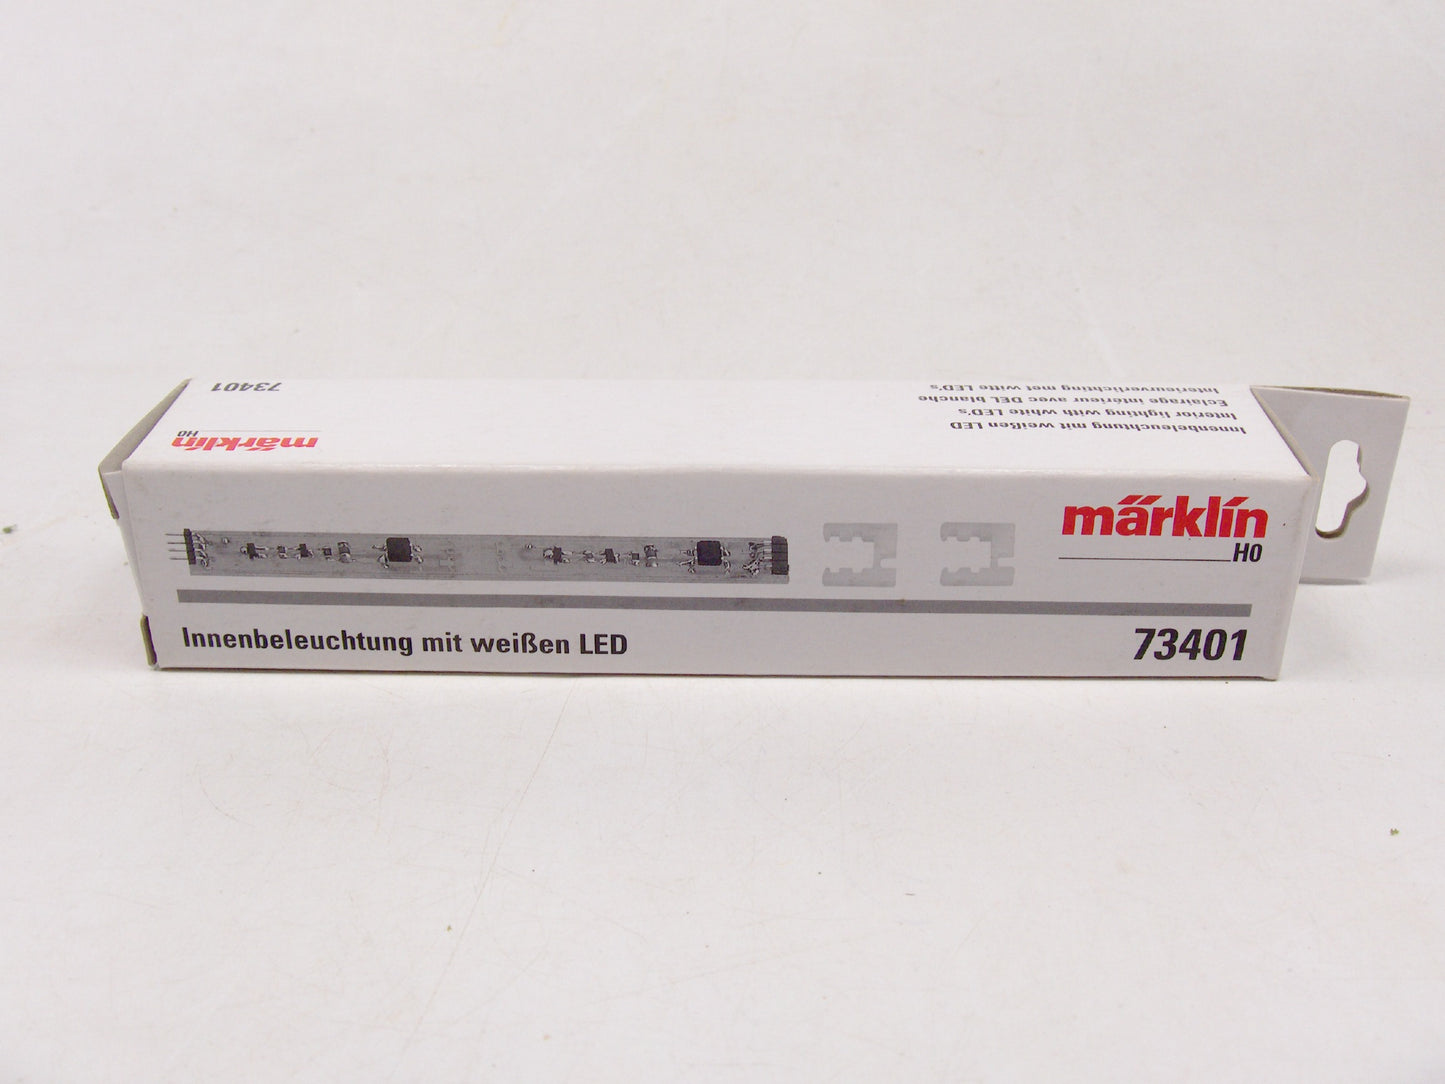 73401
märklin
H0
Innenbeleuchtung mit weißen LED
Interior lighting with white LED's
Eclairage intérieur avec DEL blanche
Interieurverlichting met witte LED's
märklin
H0
Innenbeleuchtung mit weißen LED
73401